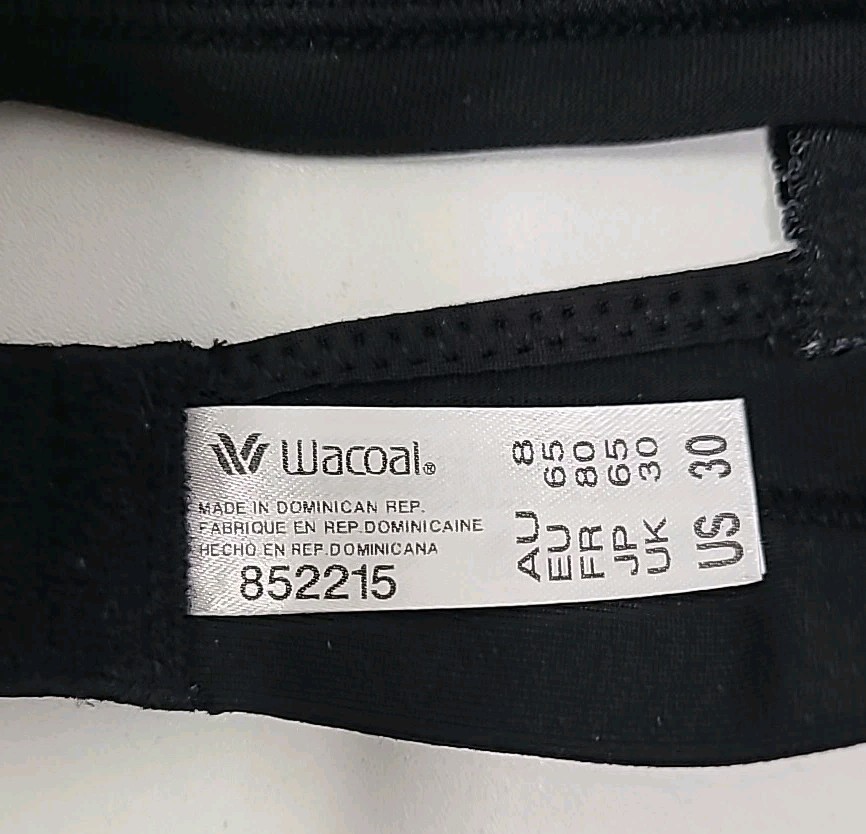 Wacoal®
MADE IN DOMINICAN REP.
FABRIQUE EN REP.DOMINICAINE
HECHO EN REP.DOMINICANA
852215
AU 8
EU 65
FR 80
JP 65
UK 30
US 30